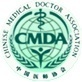 CHINESE MEDICAL DOCTOR ASSOCIATION
CMDA
中国医师协会